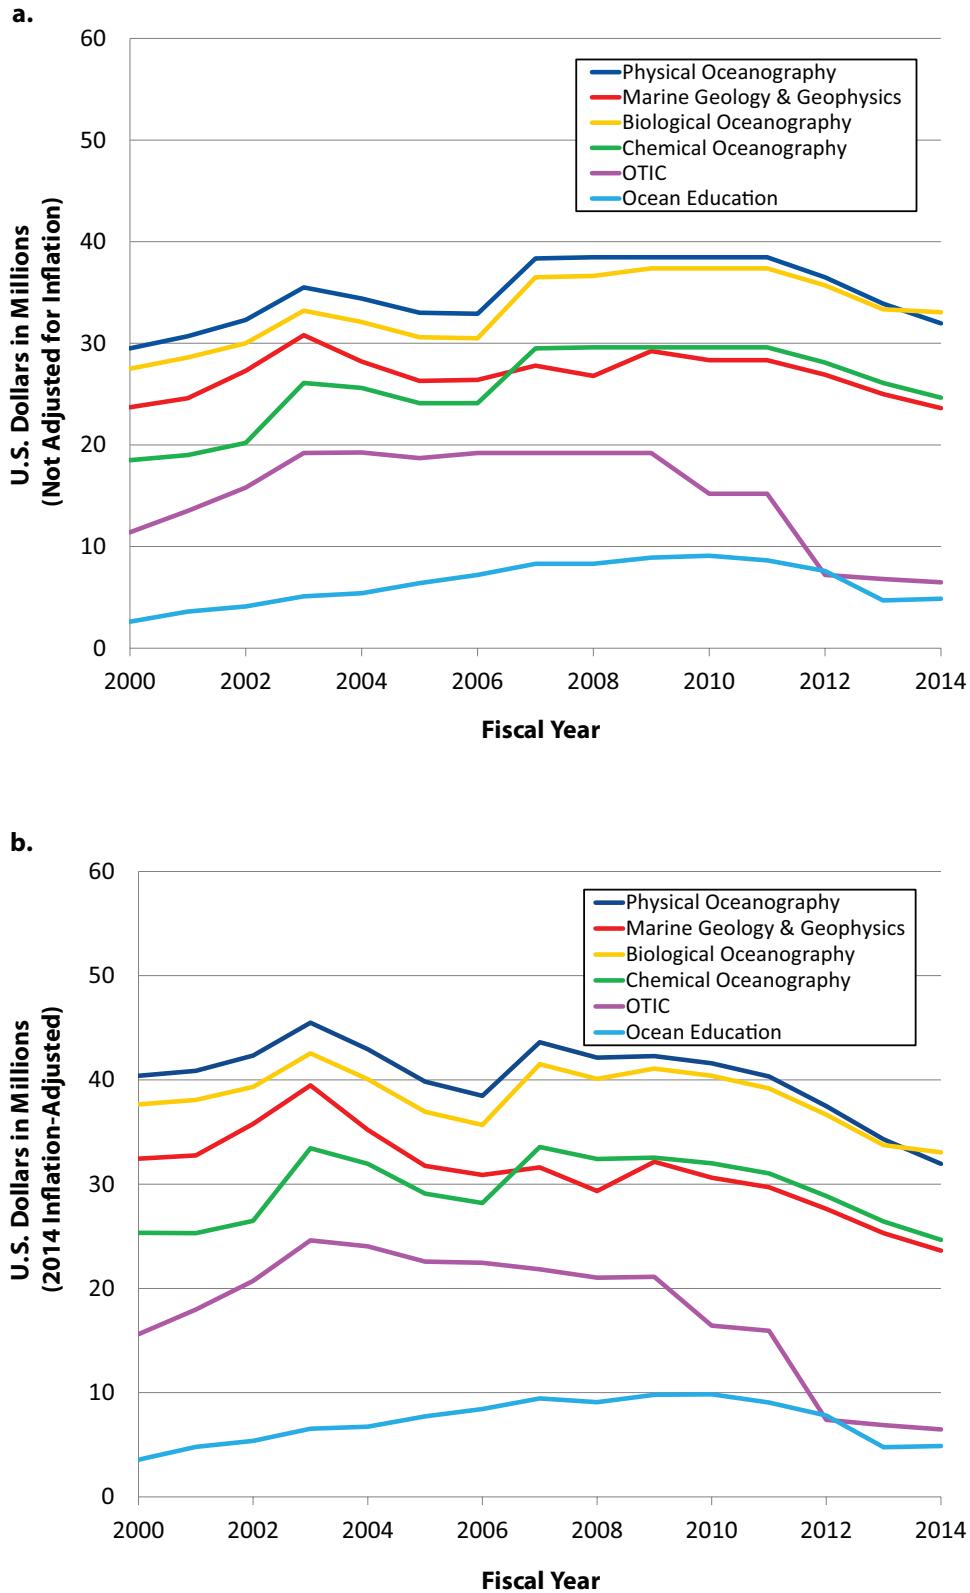 a.
60
50
40
30
20
10
0
U.S. Dollars in Millions
(Not Adjusted for Inflation)
Physical Oceanography
Marine Geology & Geophysics
Biological Oceanography
Chemical Oceanography
OTIC
Ocean Education
2000 2002 2004 2006 2008 2010 2012 2014
Fiscal Year
b.
60
50
40
30
20
10
0
U.S. Dollars in Millions
(2014 Inflation-Adjusted)
Physical Oceanography
Marine Geology & Geophysics
Biological Oceanography
Chemical Oceanography
OTIC
Ocean Education
2000 2002 2004 2006 2008 2010 2012 2014
Fiscal Year